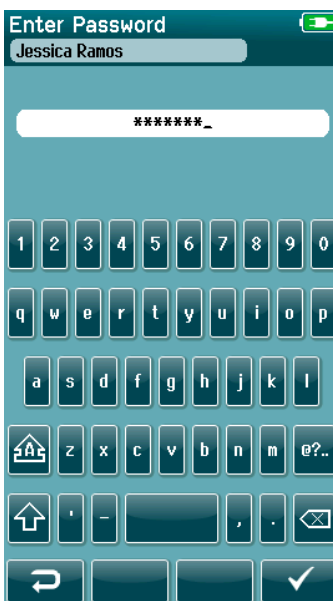 Enter Password
Jessica Ramos
*******_
1 2 3 4 5 6 7 8 9 0
q w e r t y u i o p
a s d f g h j k l
A z x c v b n m @?..
' - , .